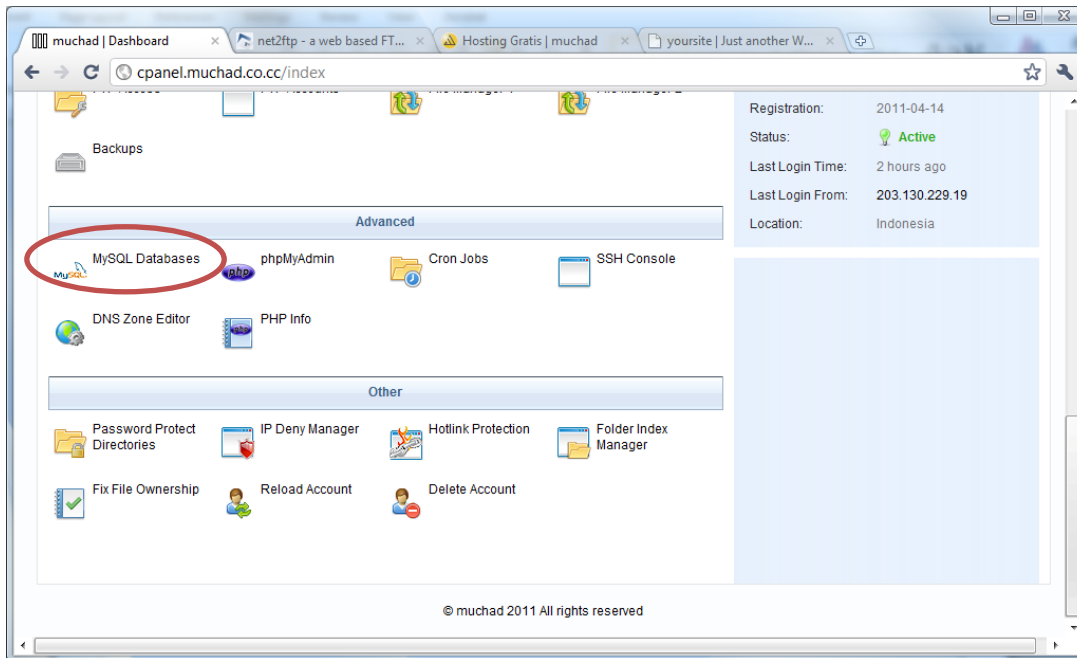 muchad | Dashboard
net2ftp - a web based FT...
Hosting Gratis | muchad
yoursite | Just another W...
cpanel.muchad.co.cc/index
Registration: 2011-04-14
Backups
Status: Active
Last Login Time: 2 hours ago
Last Login From: 203.130.229.19
Location: Indonesia
Advanced
MySQL Databases
phpMyAdmin
Cron Jobs
SSH Console
MySQL
php
DNS Zone Editor
PHP Info
php
Other
Password Protect
Directories
IP Deny Manager
Hotlink Protection
Folder Index
Manager
Fix File Ownership
Reload Account
Delete Account
© muchad 2011 All rights reserved